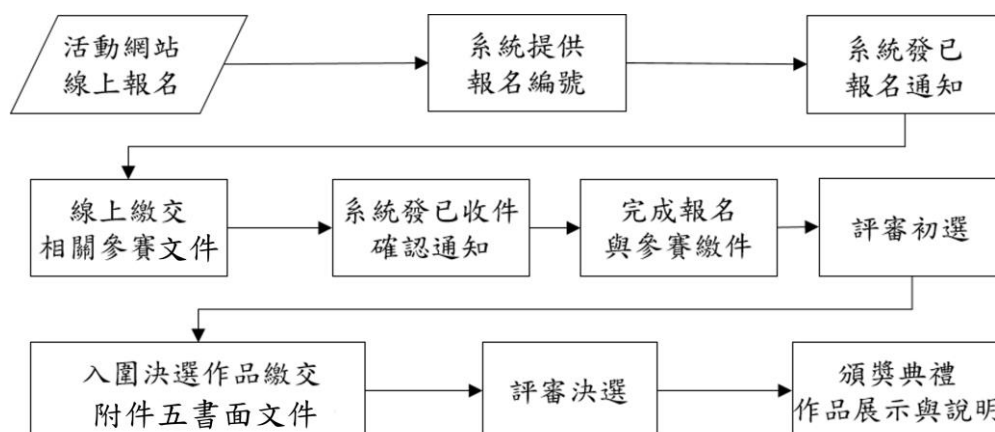 活動網站
線上報名
系統提供
報名編號
系統發已
報名通知
線上繳交
相關參賽文件
系統發已收件
確認通知
完成報名
與參賽繳件
評審初選
入圍決選作品繳交
附件五書面文件
評審決選
頒獎典禮
作品展示與說明